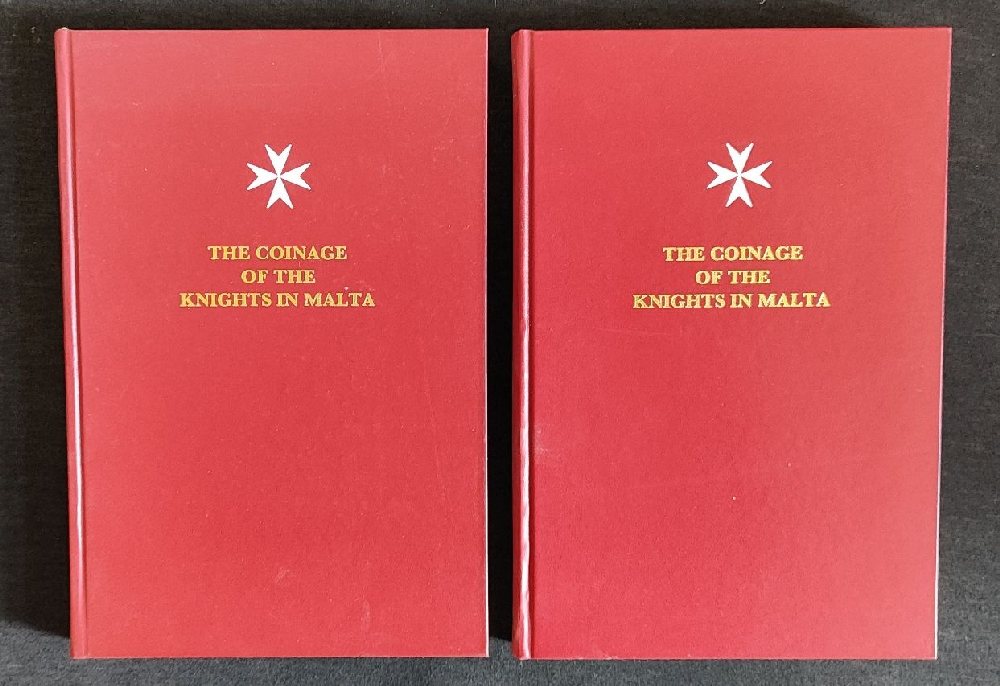 THE COINAGE
OF THE
KNIGHTS IN MALTA
THE COINAGE
OF THE
KNIGHTS IN MALTA